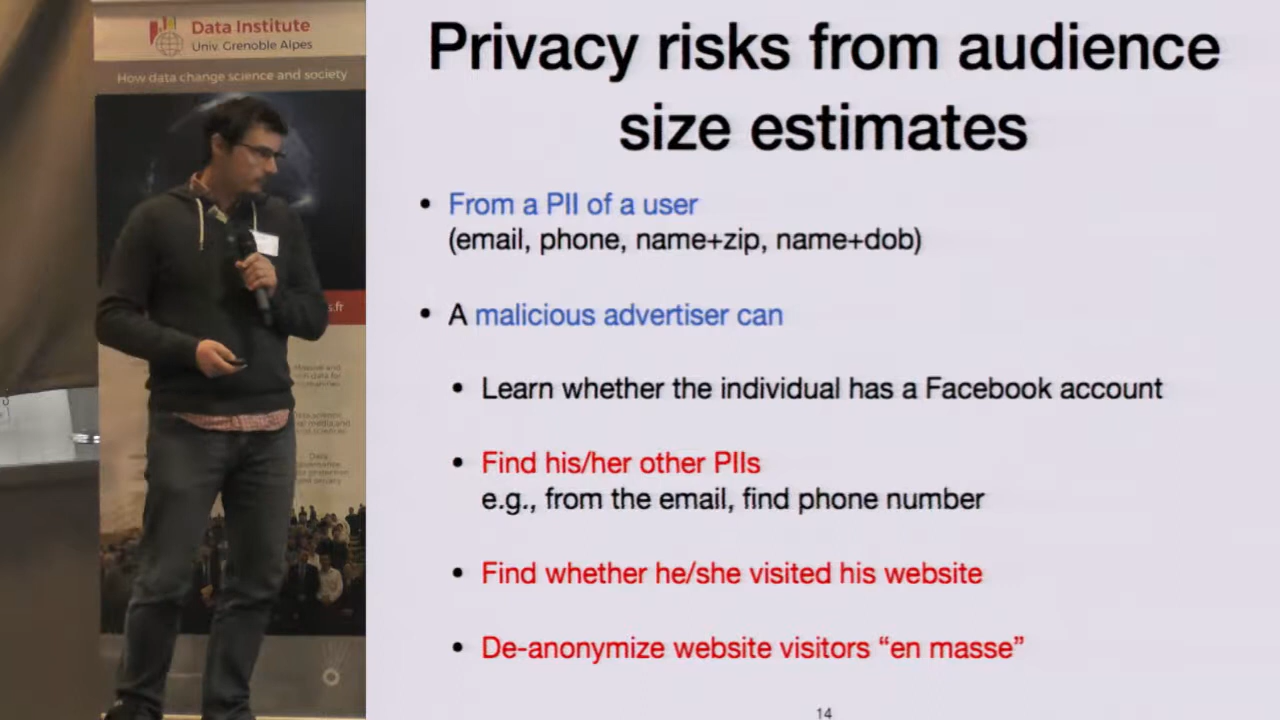 Data Institute
Univ. Grenoble Alpes
How data change science and society
s.fr
Privacy risks from audience
size estimates
• From a PII of a user
(email, phone, name+zip, name+dob)
• A malicious advertiser can
• Learn whether the individual has a Facebook account
• Find his/her other PIIs
e.g., from the email, find phone number
• Find whether he/she visited his website
• De-anonymize website visitors “en masse”
14